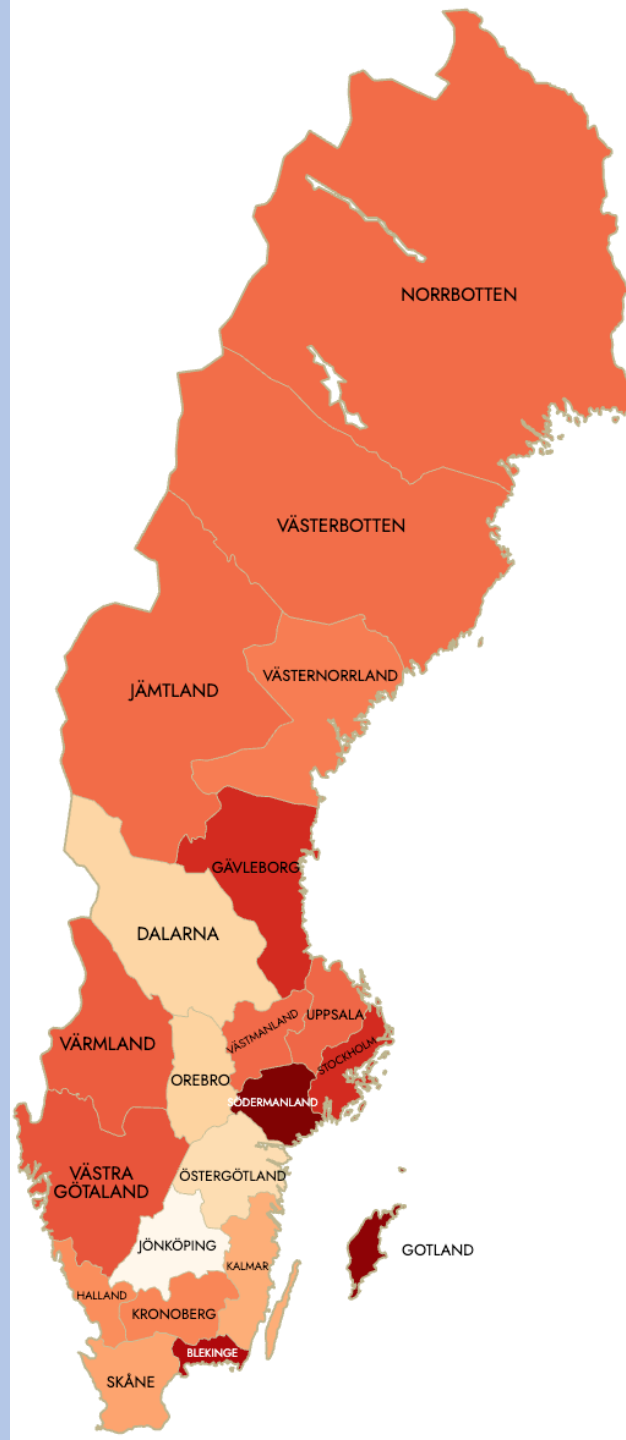 NORRBOTTEN
VÄSTERBOTTEN
VÄSTERNORRLAND
JÄMTLAND
GÄVLEBORG
DALARNA
UPPSALA
VÄSTMANLAND
VÄRMLAND
STOCKHOLM
OREBRO
SÖDERMANLAND
VÄSTRA
GÖTALAND
ÖSTERGÖTLAND
JÖNKÖPING
GOTLAND
KALMAR
HALLAND
KRONOBERG
BLEKINGE
SKÅNE